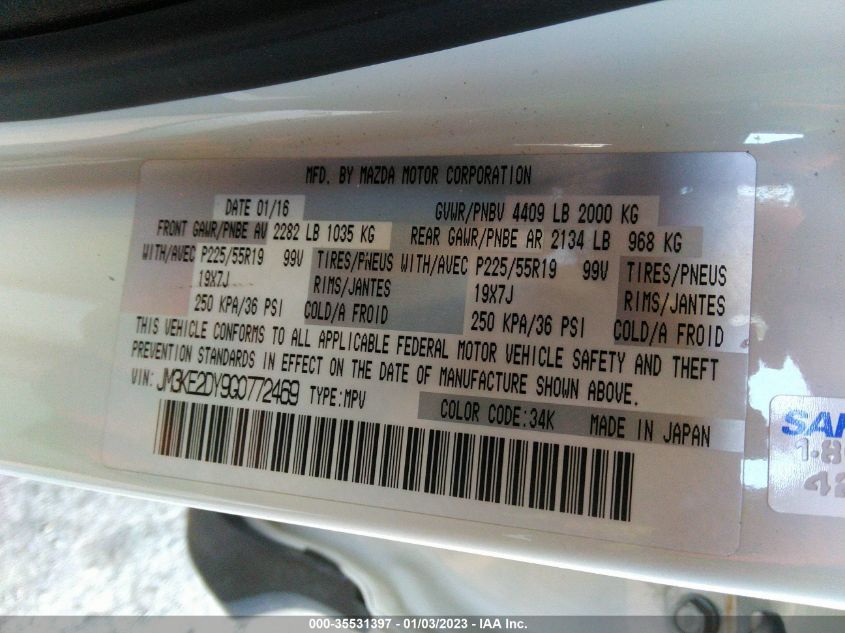 MFD. BY MAZDA MOTOR CORPORATION
DATE 01/16 GVWR/PNBV 4409 LB 2000 KG
FRONT GAWR/PNBE AV 2282 LB 1035 KG REAR GAWR/PNBE AR 2134 LB 968 KG
WITH/AVEC P225/55R19 99V TIRES/PNEUS WITH/AVEC P225/55R19 99V TIRES/PNEUS
19X7J RIMS/JANTES 19X7J RIMS/JANTES
250 KPA/36 PSI COLD/A FROID 250 KPA/36 PSI COLD/A FROID
THIS VEHICLE CONFORMS TO ALL APPLICABLE FEDERAL MOTOR VEHICLE SAFETY AND THEFT
PREVENTION STANDARDS IN EFFECT ON THE DATE OF MANUFACTURE SHOWN ABOVE.
VIN: JM3KE2DY9G0772469 TYPE:MPV
COLOR CODE:34K MADE IN JAPAN
SAN
1.8
42
000-35531397 - 01/03/2023 - © IAA Inc.